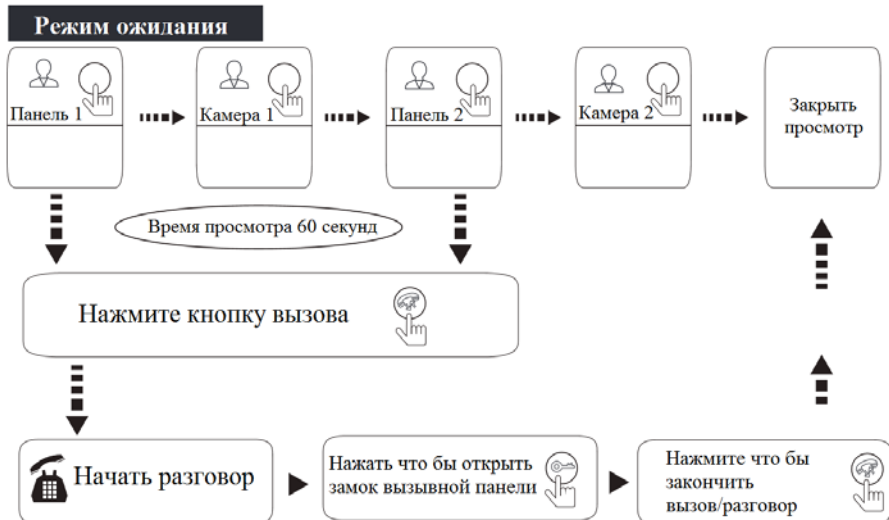 Режим ожидания
Панель 1
Камера 1
Панель 2
Камера 2
Закрыть
просмотр
Время просмотра 60 секунд
Нажмите кнопку вызова
Начать разговор
Нажать что бы открыть
замок вызывной панели
Нажмите что бы
закончить
вызов/разговор